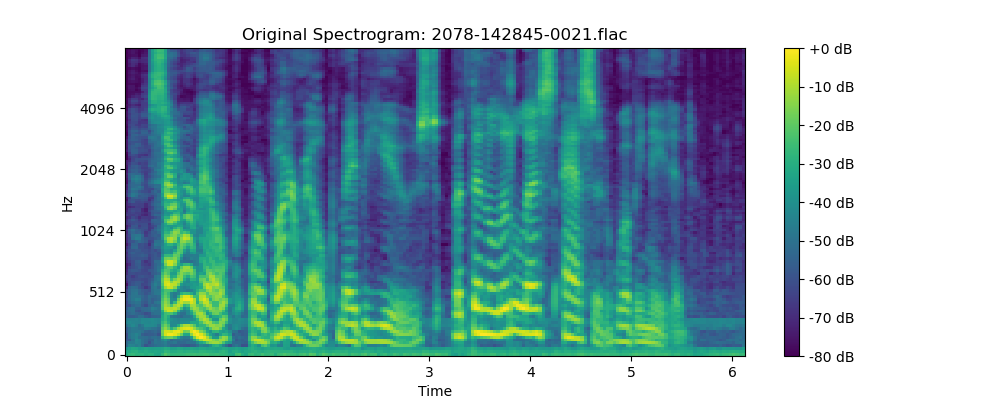 Original Spectrogram: 2078-142845-0021.flac
Hz
4096
2048
1024
512
0
0 1 2 3 4 5 6
Time
+0 dB
-10 dB
-20 dB
-30 dB
-40 dB
-50 dB
-60 dB
-70 dB
-80 dB